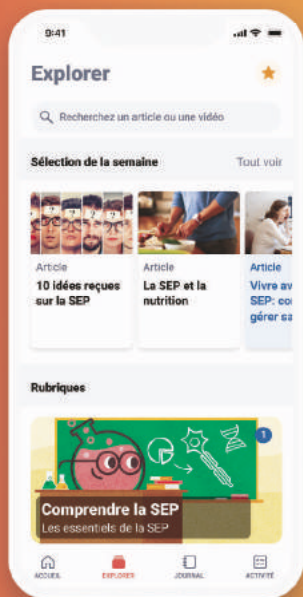 9:41
Explorer
Recherchez un article ou une vidéo
Sélection de la semaine
Tout voir
Article
10 idées reçues
sur la SEP
Article
La SEP et la
nutrition
Article
Vivre av
SEP: co
gérer sa
Rubriques
1
Comprendre la SEP
Les essentiels de la SEP
ACCUEIL
EXPLORER
JOURNAL
ACTIVITÉ